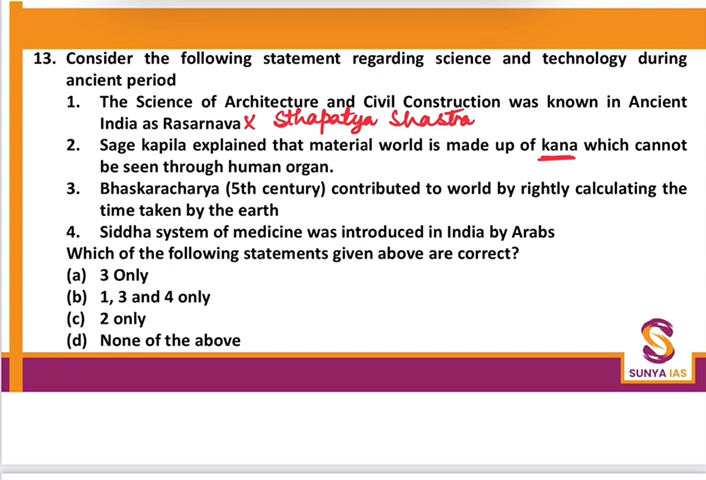 13. Consider the following statement regarding science and technology during
ancient period
1. The Science of Architecture and Civil Construction was known in Ancient
India as Rasarnava X Sthapatya Shastra
2. Sage kapila explained that material world is made up of kana which cannot
be seen through human organ.
3. Bhaskaracharya (5th century) contributed to world by rightly calculating the
time taken by the earth
4. Siddha system of medicine was introduced in India by Arabs
Which of the following statements given above are correct?
(a) 3 Only
(b) 1, 3 and 4 only
(c) 2 only
(d) None of the above
SUNYA IAS